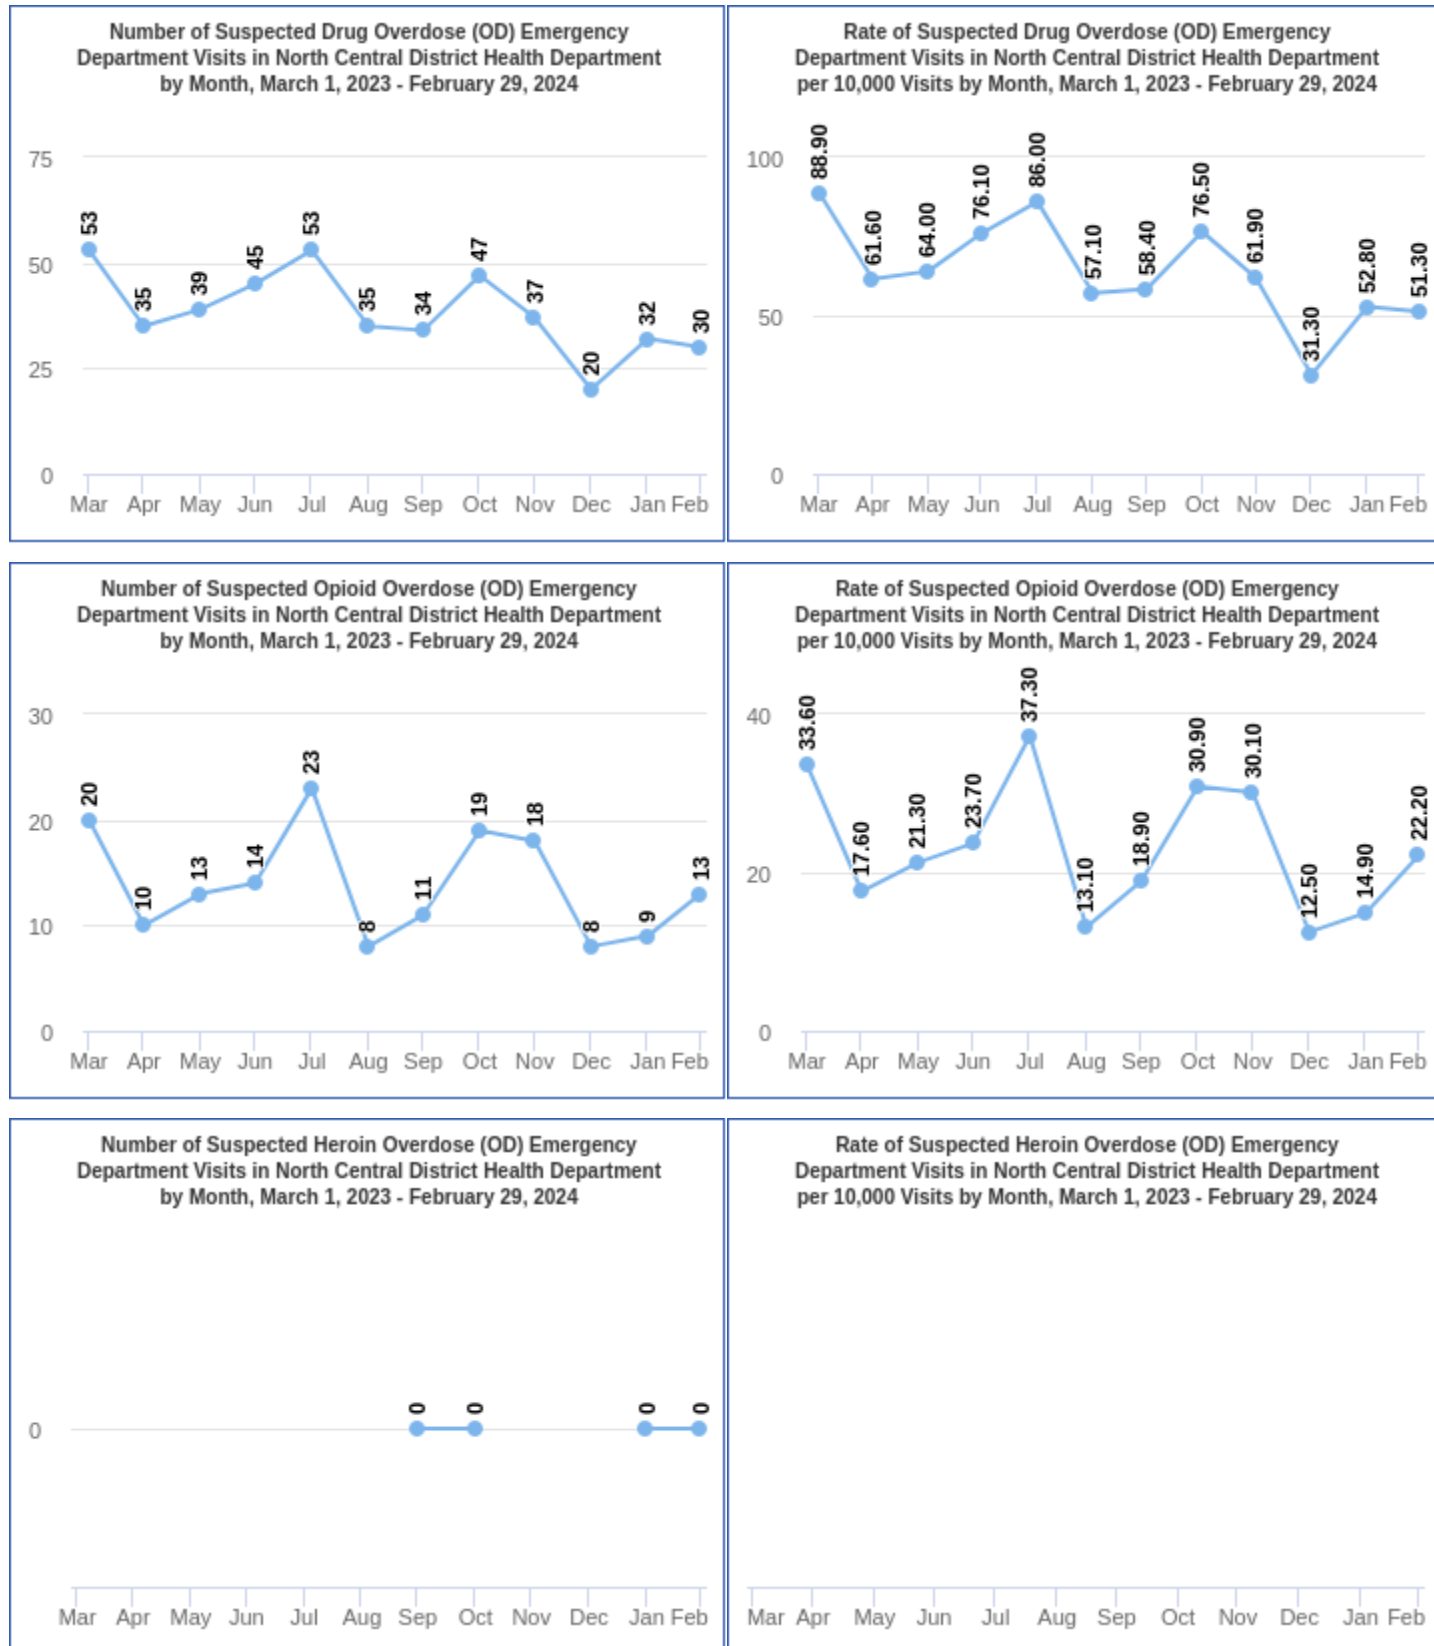 Number of Suspected Drug Overdose (OD) Emergency
Department Visits in North Central District Health Department
by Month, March 1, 2023 - February 29, 2024
75
50
25
0
53
35
39
45
53
35
34
47
37
20
32
30
Mar Apr May Jun Jul Aug Sep Oct Nov Dec Jan Feb
Rate of Suspected Drug Overdose (OD) Emergency
Department Visits in North Central District Health Department
per 10,000 Visits by Month, March 1, 2023 - February 29, 2024
100
50
0
88.90
61.60
64.00
76.10
86.00
57.10
58.40
76.50
61.90
31.30
52.80
51.30
Mar Apr May Jun Jul Aug Sep Oct Nov Dec Jan Feb
Number of Suspected Opioid Overdose (OD) Emergency
Department Visits in North Central District Health Department
by Month, March 1, 2023 - February 29, 2024
30
20
10
0
20
10
13
14
23
8
11
19
18
8
9
13
Mar Apr May Jun Jul Aug Sep Oct Nov Dec Jan Feb
Rate of Suspected Opioid Overdose (OD) Emergency
Department Visits in North Central District Health Department
per 10,000 Visits by Month, March 1, 2023 - February 29, 2024
40
20
0
33.60
17.60
21.30
23.70
37.30
13.10
18.90
30.90
30.10
12.50
14.90
22.20
Mar Apr May Jun Jul Aug Sep Oct Nov Dec Jan Feb
Number of Suspected Heroin Overdose (OD) Emergency
Department Visits in North Central District Health Department
by Month, March 1, 2023 - February 29, 2024
0
0
0
0
0
Mar Apr May Jun Jul Aug Sep Oct Nov Dec Jan Feb
Rate of Suspected Heroin Overdose (OD) Emergency
Department Visits in North Central District Health Department
per 10,000 Visits by Month, March 1, 2023 - February 29, 2024
Mar Apr May Jun Jul Aug Sep Oct Nov Dec Jan Feb